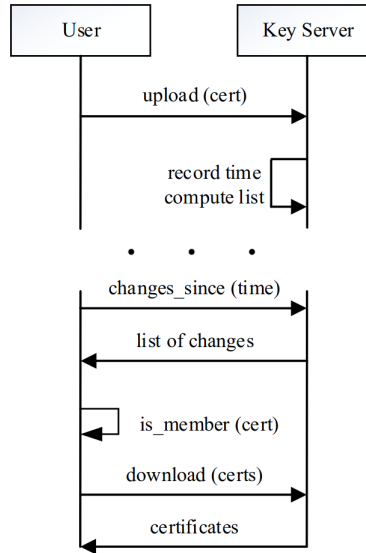 User
Key Server
upload (cert)
record time
compute list
changes_since (time)
list of changes
is_member (cert)
download (certs)
certificates